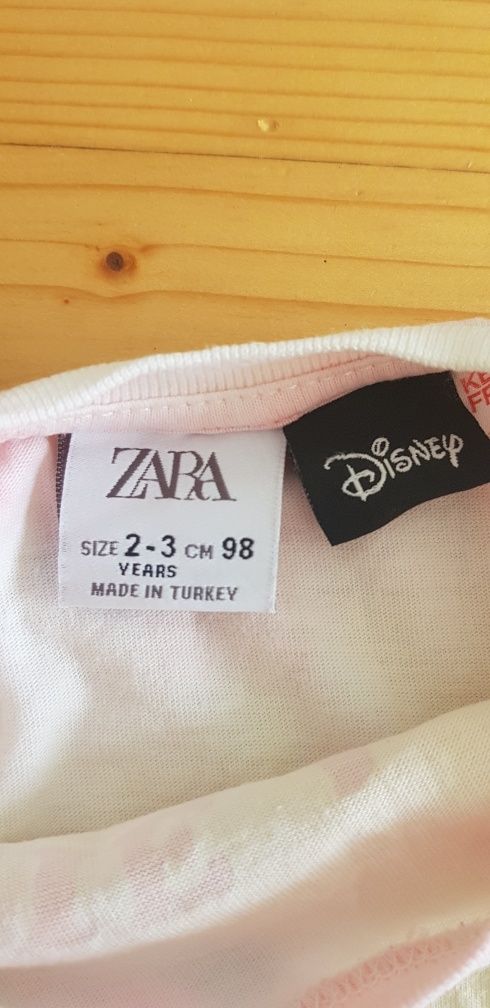 ZARA
SIZE 2-3 CM 98
YEARS
MADE IN TURKEY
Disney